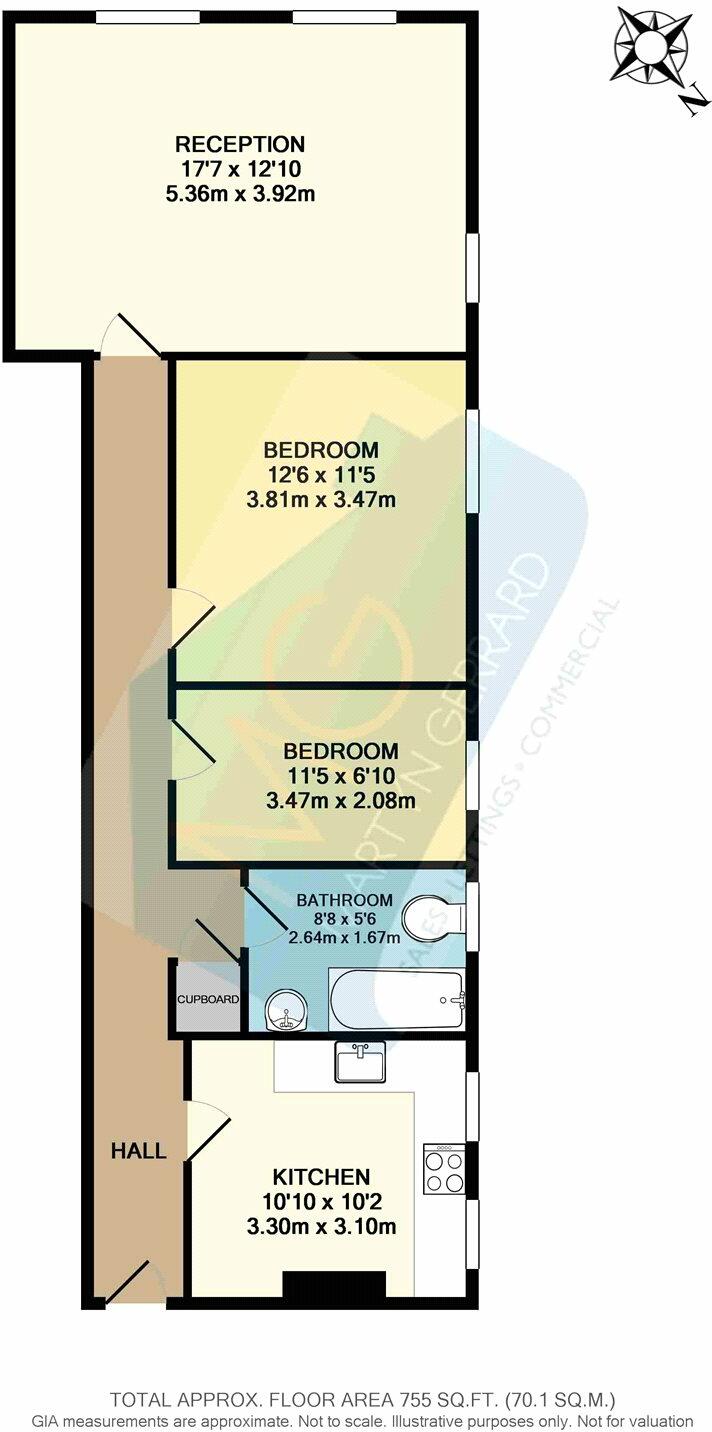 N
RECEPTION
17'7 x 12'10
5.36m x 3.92m
BEDROOM
12'6 x 11'5
3.81m x 3.47m
MG
MARTYN GERRARD
SALES • LETTINGS • COMMERCIAL
BEDROOM
11'5 x 6'10
3.47m x 2.08m
BATHROOM
8'8 x 5'6
2.64m x 1.67m
CUPBOARD
HALL
KITCHEN
10'10 x 10'2
3.30m x 3.10m
TOTAL APPROX. FLOOR AREA 755 SQ.FT. (70.1 SQ.M.)
GIA measurements are approximate. Not to scale. Illustrative purposes only. Not for valuation